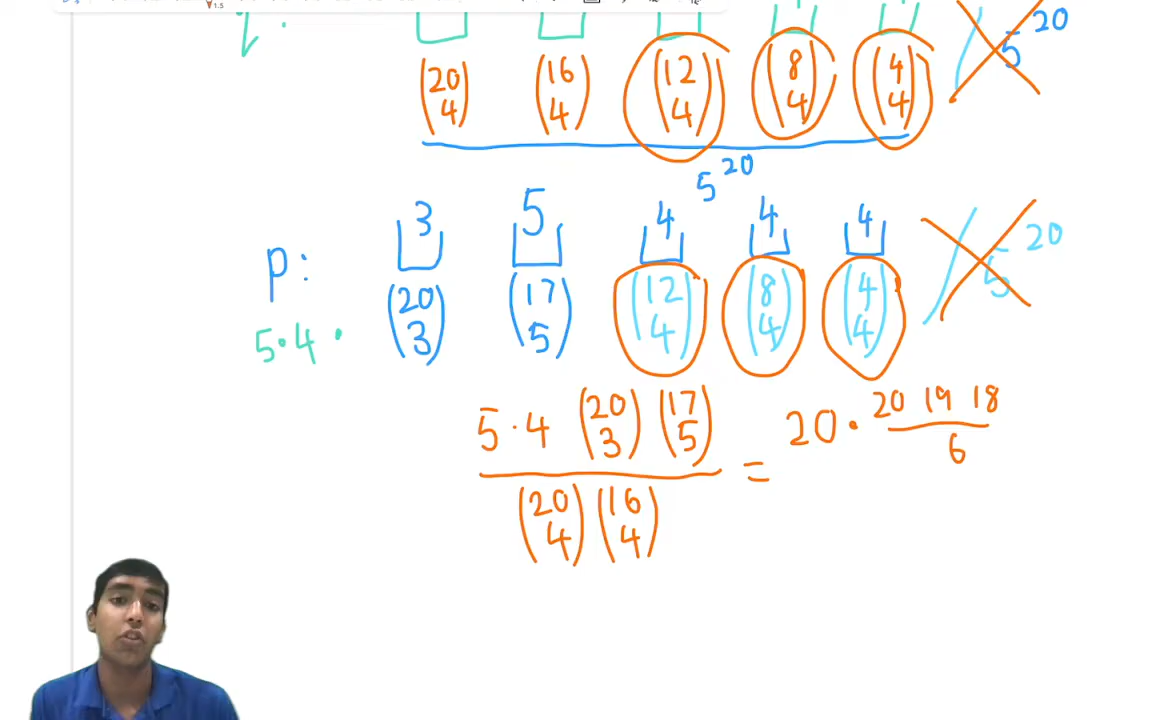 q:
(20 4) (16 4) (12 4) (8 4) (4 4) / 5^20
5^20
3 5 4 4 4
p: / 5^20
(20 3) (17 5) (12 4) (8 4) (4 4)
5·4·
5·4 (20 3) (17 5)
(20 4) (16 4)
= 20 · 20 19 18
6